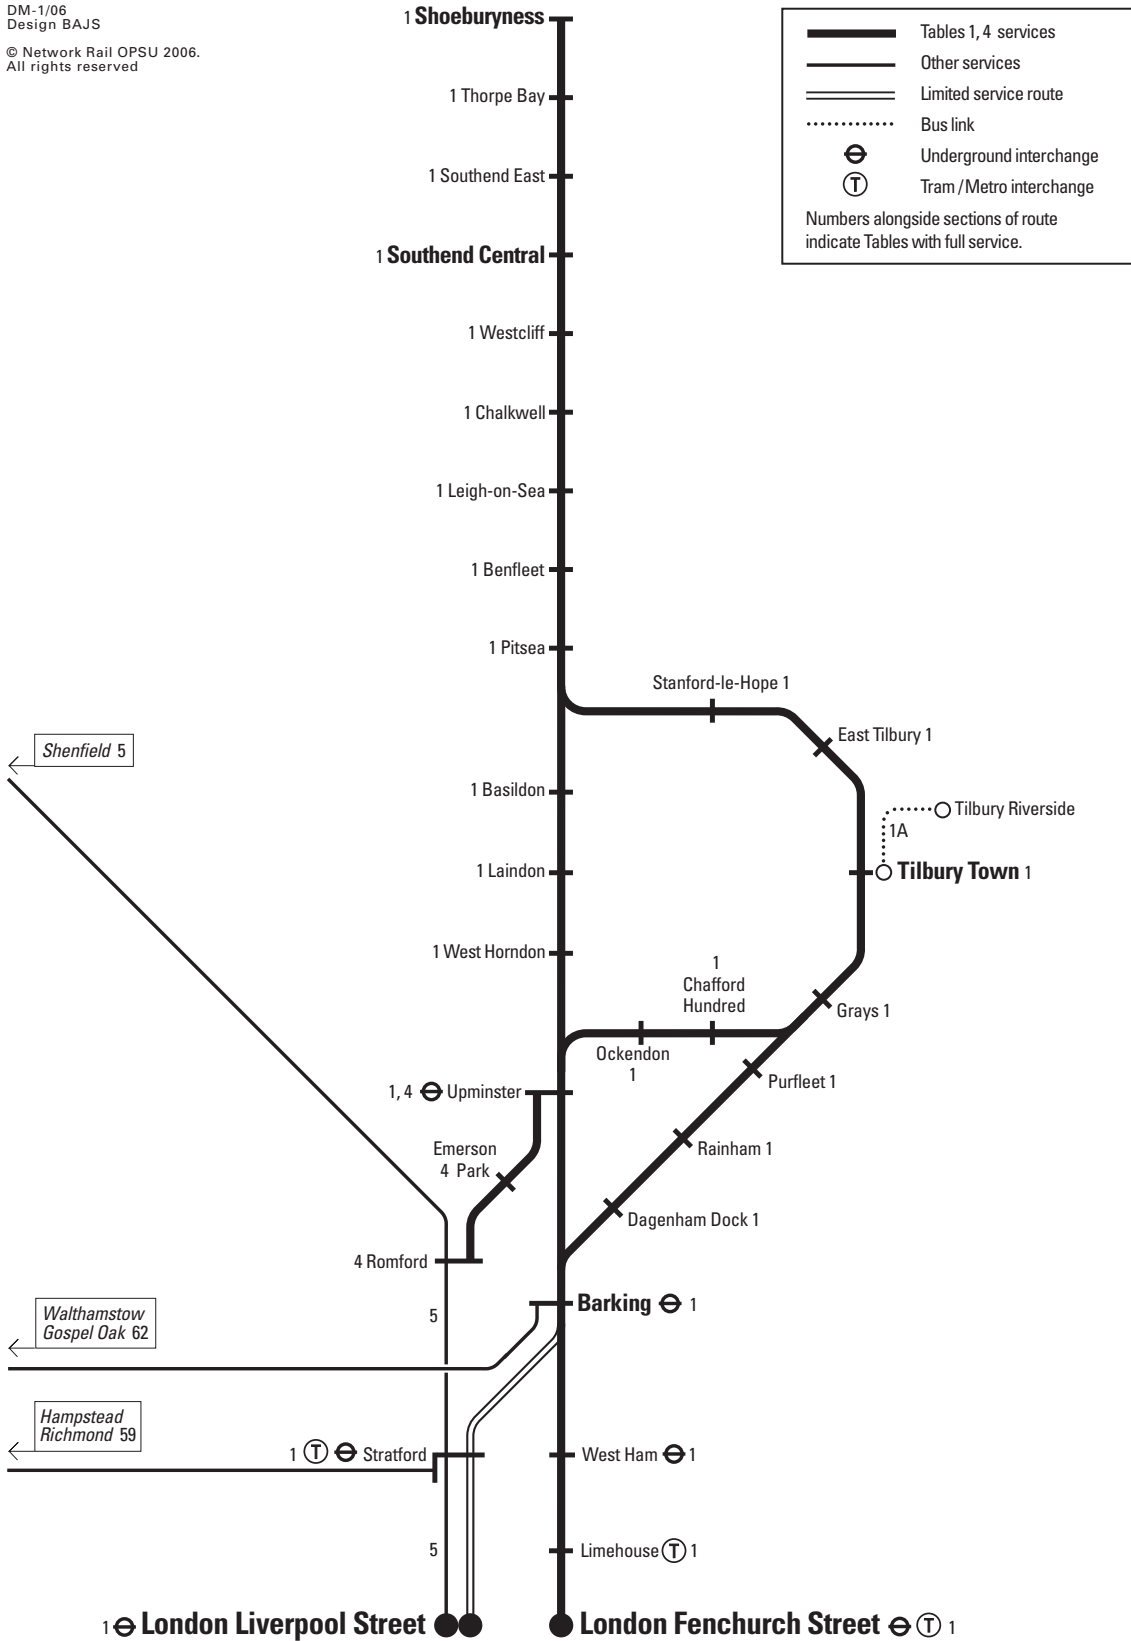 DM-1/06
Design BAJS
© Network Rail OPSU 2006.
All rights reserved
1 Shoeburyness
Tables 1, 4 services
Other services
Limited service route
Bus link
Underground interchange
T Tram / Metro interchange
Numbers alongside sections of route
indicate Tables with full service.
1 Thorpe Bay
1 Southend East
1 Southend Central
1 Westcliff
1 Chalkwell
1 Leigh-on-Sea
1 Benfleet
1 Pitsea
Stanford-le-Hope 1
East Tilbury 1
Shenfield 5
1 Basildon
Tilbury Riverside
1A
1 Laindon
Tilbury Town 1
1 West Horndon
1
Chafford
Hundred
Grays 1
Ockendon
1
Purfleet 1
1, 4 Upminster
Emerson
4 Park
Rainham 1
Dagenham Dock 1
4 Romford
Barking 1
5
Walthamstow
Gospel Oak 62
Hampstead
Richmond 59
1 T Stratford
West Ham 1
5
Limehouse T 1
1 London Liverpool Street
London Fenchurch Street T 1